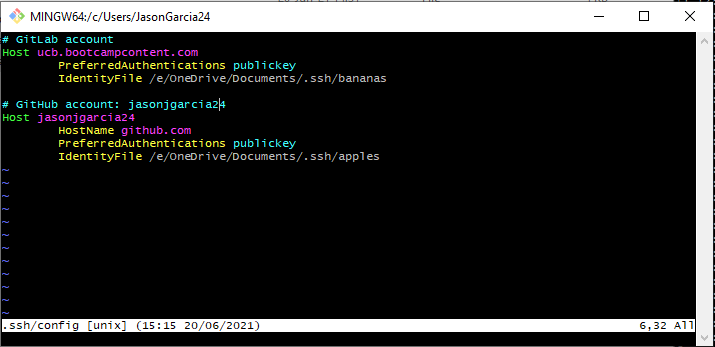 MINGW64:/c/Users/JasonGarcia24
# GitLab account
Host ucb.bootcampcontent.com
PreferredAuthentications publickey
IdentityFile /e/OneDrive/Documents/.ssh/bananas
# GitHub account: jasonjgarcia24
Host jasonjgarcia24
HostName github.com
PreferredAuthentications publickey
IdentityFile /e/OneDrive/Documents/.ssh/apples
~
~
~
~
~
~
~
~
~
~
~
~
.ssh/config [unix] (15:15 20/06/2021) 6,32 All